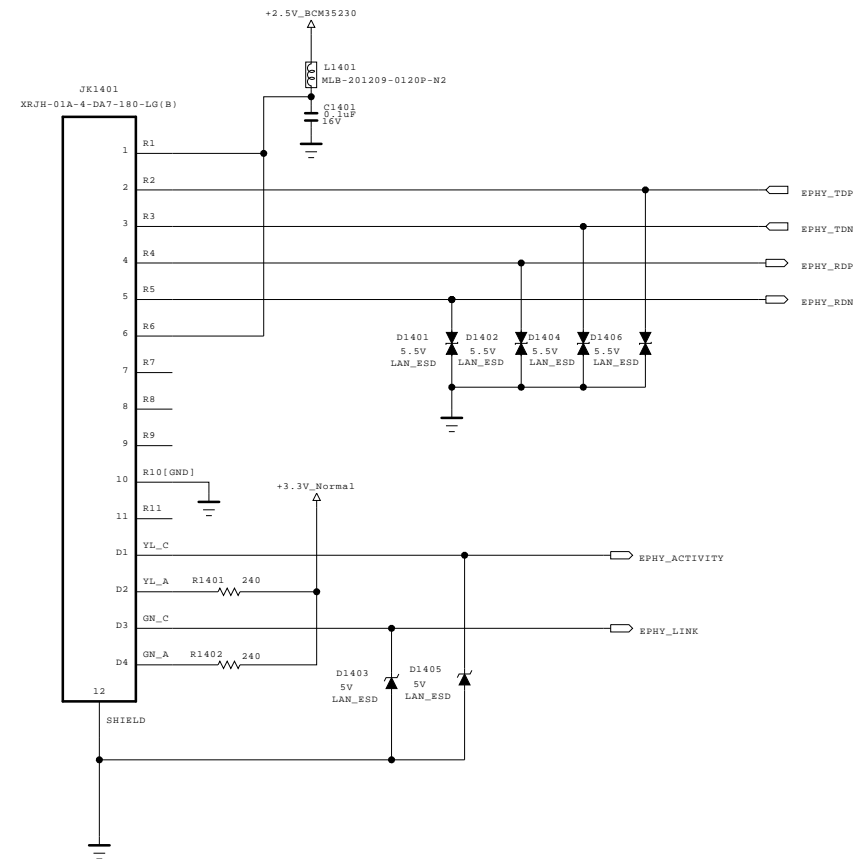 +2.5V_BCM35230
L1401
MLB-201209-0120P-N2
JK1401
XRJH-01A-4-DA7-180-LG(B)
C1401
0.1uF
16V
1 R1
2 R2 EPHY_TDP
3 R3 EPHY_TDN
4 R4 EPHY_RDP
5 R5 EPHY_RDN
6 R6
D1401 D1402 D1404 D1406
5.5V 5.5V 5.5V 5.5V
LAN_ESD LAN_ESD LAN_ESD LAN_ESD
7 R7
8 R8
9 R9
10 R10[GND]
+3.3V_Normal
11 R11
D1 YL_C EPHY_ACTIVITY
D2 YL_A R1401 240
D3 GN_C EPHY_LINK
D4 GN_A R1402 240
D1403 D1405
5V 5V
LAN_ESD LAN_ESD
12
SHIELD